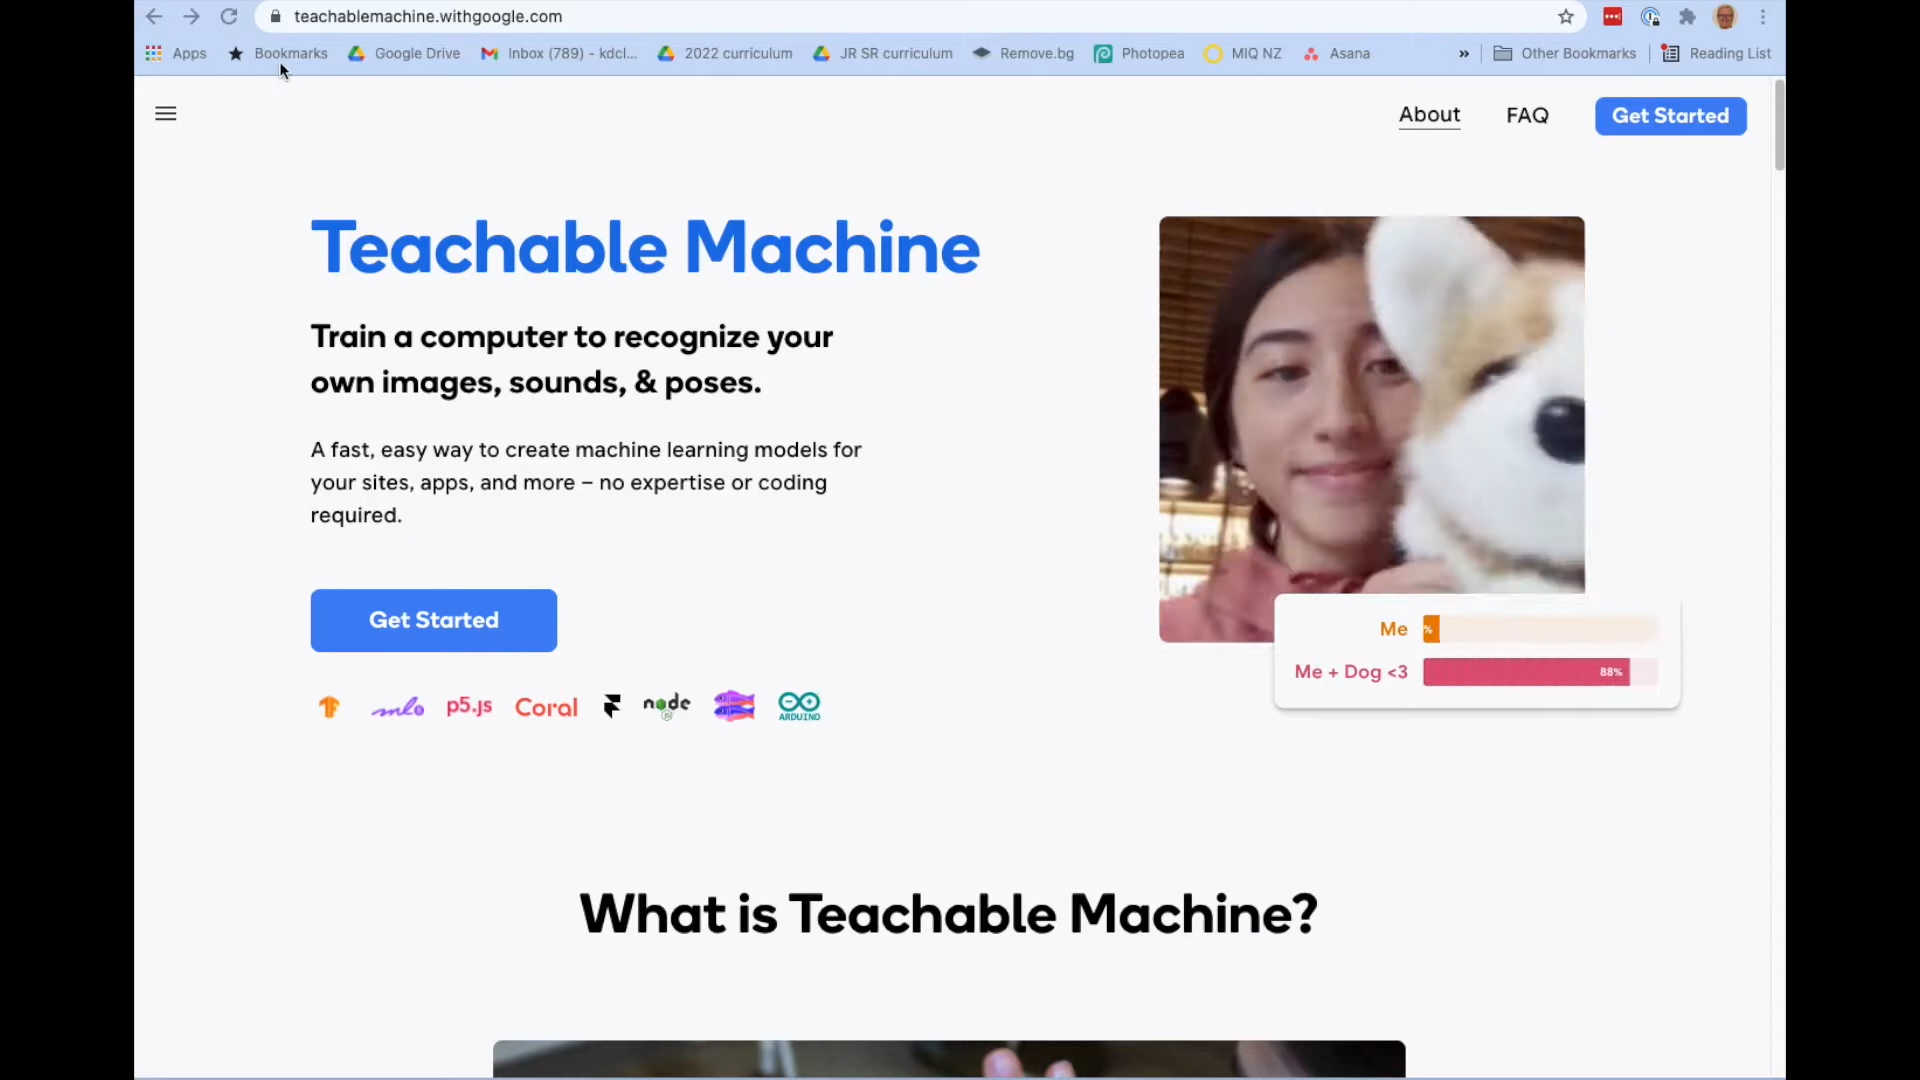 teachablemachine.withgoogle.com
Apps Bookmarks Google Drive Inbox (789) - kdcl... 2022 curriculum JR SR curriculum Remove.bg Photopea MIQ NZ Asana » Other Bookmarks Reading List
About FAQ Get Started
Teachable Machine
Train a computer to recognize your
own images, sounds, & poses.
A fast, easy way to create machine learning models for
your sites, apps, and more – no expertise or coding
required.
Get Started
Me %
Me + Dog <3 88%
ml5 p5.js Coral node JS ARDUINO
What is Teachable Machine?